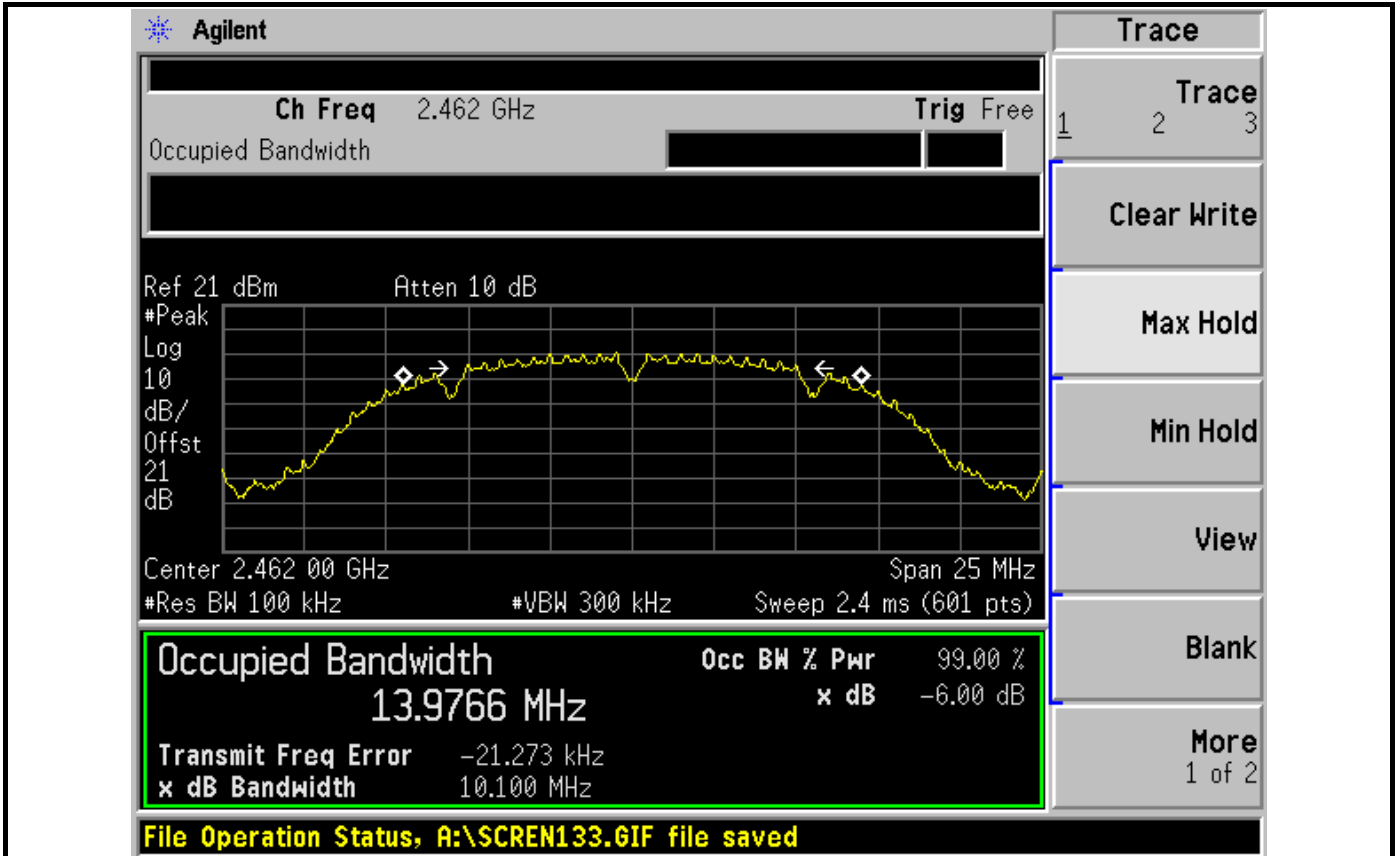 Agilent
Trace
Ch Freq 2.462 GHz Trig Free
Occupied Bandwidth
Trace
1 2 3
Clear Write
Max Hold
Min Hold
View
Blank
More
1 of 2
Ref 21 dBm Atten 10 dB
#Peak
Log
10
dB/
Offst
21
dB
Center 2.462 00 GHz Span 25 MHz
#Res BW 100 kHz #VBW 300 kHz Sweep 2.4 ms (601 pts)
Occupied Bandwidth
13.9766 MHz
Occ BW % Pwr 99.00 %
x dB -6.00 dB
Transmit Freq Error -21.273 kHz
x dB Bandwidth 10.100 MHz
File Operation Status, A:\SCREN133.GIF file saved